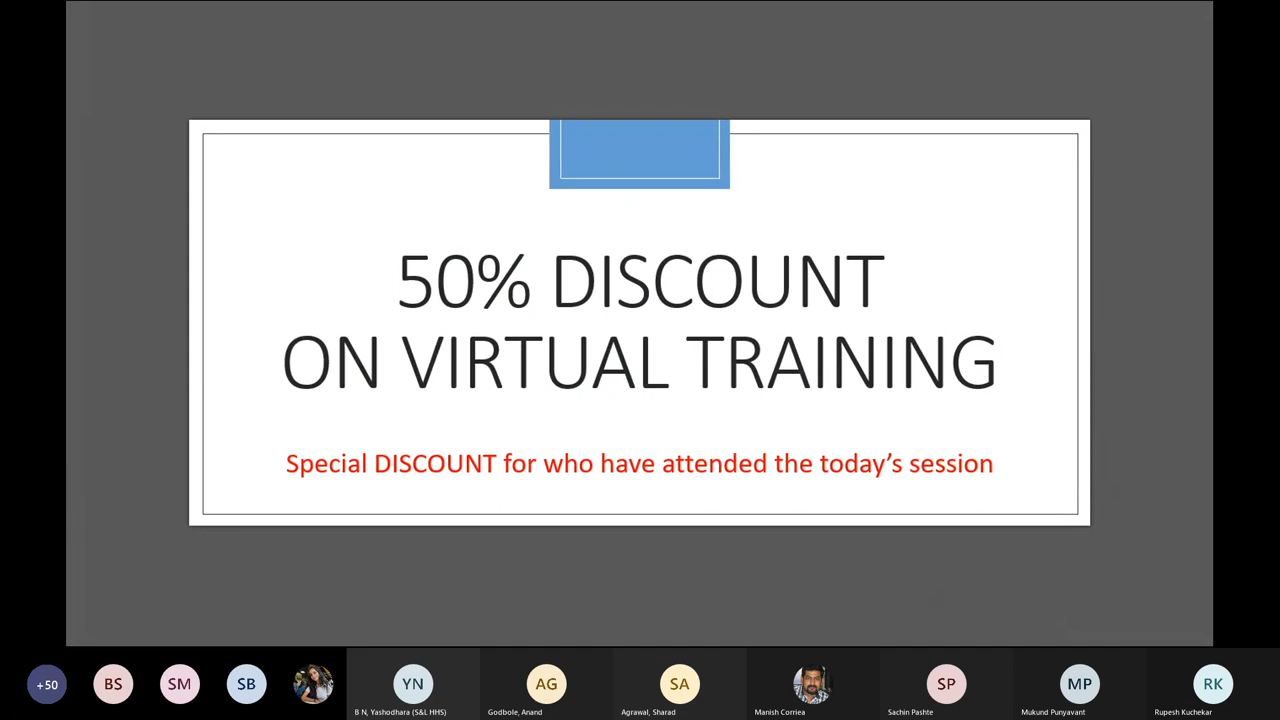 50% DISCOUNT
ON VIRTUAL TRAINING
Special DISCOUNT for who have attended the today's session
+50
BS
SM
SB
YN
AG
SA
SP
MP
RK
B N, Yashodhara (S&L HHS)
Godbole, Anand
Agrawal, Sharad
Manish Corriea
Sachin Pashte
Mukund Punyavant
Rupesh Kuchekar